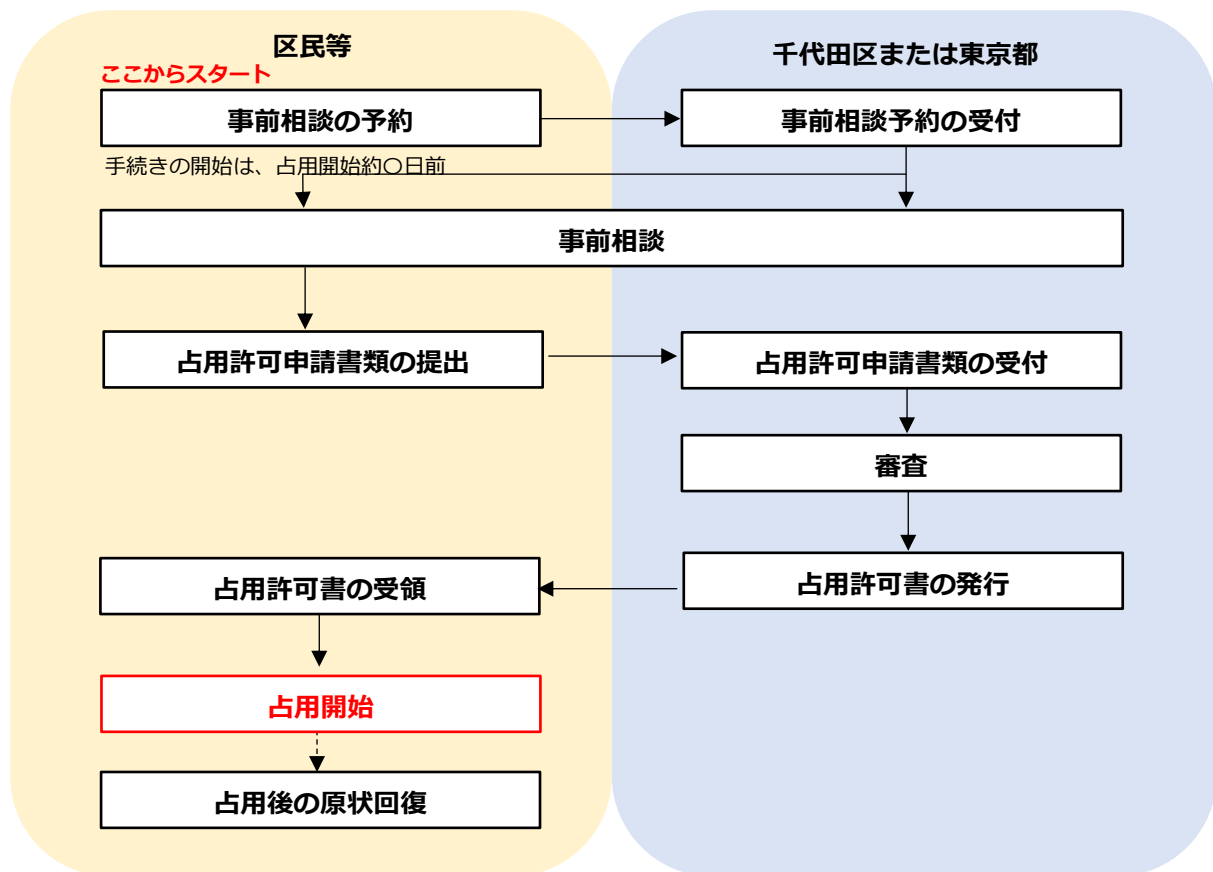 区民等
千代田区または東京都
ここからスタート
事前相談の予約
事前相談予約の受付
手続きの開始は、占用開始約〇日前
事前相談
占用許可申請書類の提出
占用許可申請書類の受付
審査
占用許可書の受領
占用許可書の発行
占用開始
占用後の原状回復